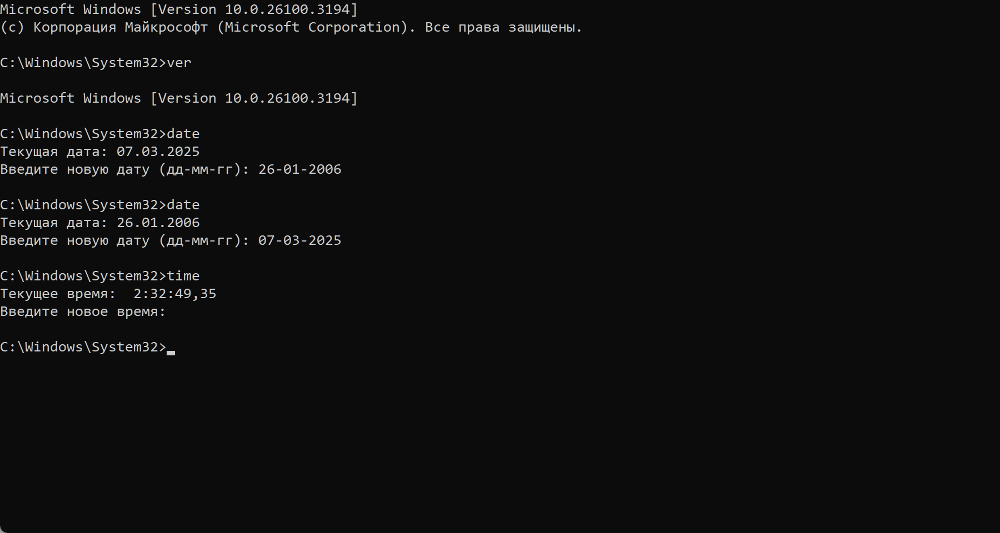 Microsoft Windows [Version 10.0.26100.3194]
(c) Корпорация Майкрософт (Microsoft Corporation). Все права защищены.
C:\Windows\System32>ver
Microsoft Windows [Version 10.0.26100.3194]
C:\Windows\System32>date
Текущая дата: 07.03.2025
Введите новую дату (дд-мм-гг): 26-01-2006
C:\Windows\System32>date
Текущая дата: 26.01.2006
Введите новую дату (дд-мм-гг): 07-03-2025
C:\Windows\System32>time
Текущее время:  2:32:49,35
Введите новое время:
C:\Windows\System32>